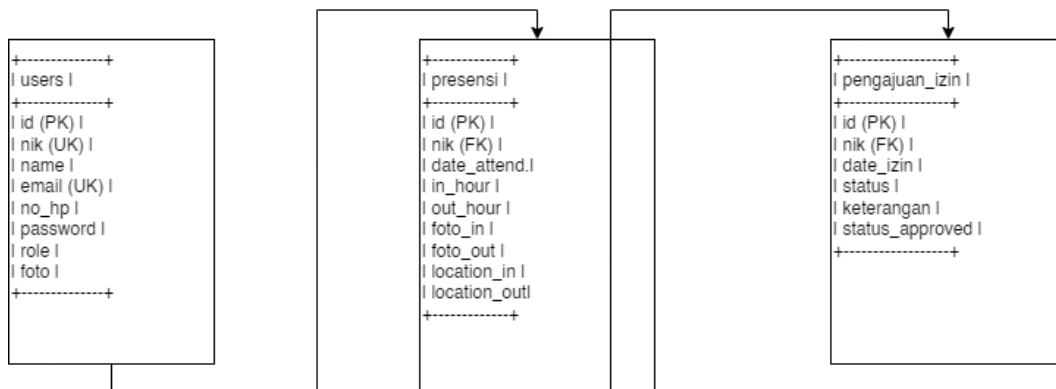 +-------------+
| users |
+-------------+
| id (PK) |
| nik (UK) |
| name |
| email (UK) |
| no_hp |
| password |
| role |
| foto |
+-------------+
+-------------+
| presensi |
+-------------+
| id (PK) |
| nik (FK) |
| date_attend.|
| in_hour |
| out_hour |
| foto_in |
| foto_out |
| location_in |
| location_out|
+-------------+
+-----------------+
| pengajuan_izin |
+-----------------+
| id (PK) |
| nik (FK) |
| date_izin |
| status |
| keterangan |
| status_approved |
+-----------------+